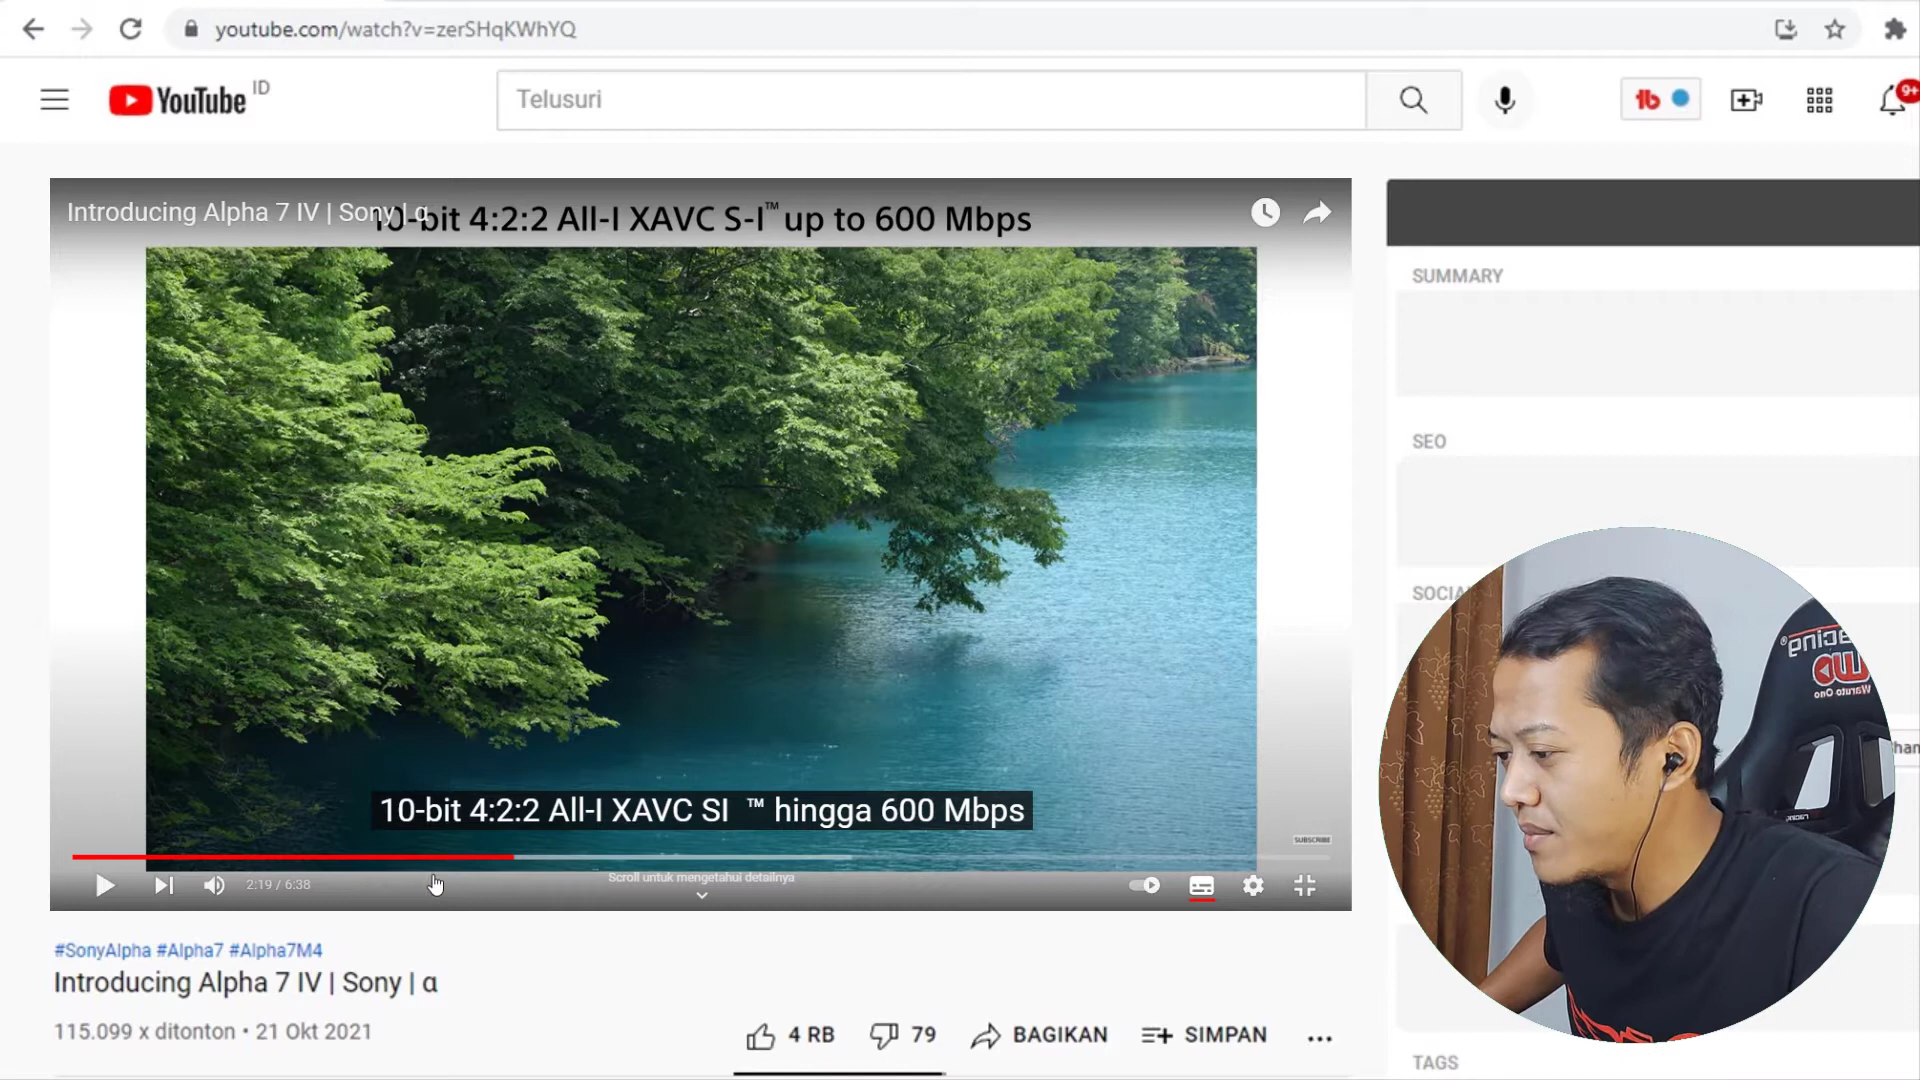 youtube.com/watch?v=zerSHqKWhYQ
YouTube ID
Telusuri
9+
Introducing Alpha 7 IV | Sony | α
10-bit 4:2:2 All-I XAVC S-I™ up to 600 Mbps
10-bit 4:2:2 All-I XAVC SI ™ hingga 600 Mbps
SUBSCRIBE
2:19 / 6:38
Scroll untuk mengetahui detailnya
#SonyAlpha #Alpha7 #Alpha7M4
Introducing Alpha 7 IV | Sony | α
115.099 x ditonton • 21 Okt 2021
4 RB
79
BAGIKAN
SIMPAN
SUMMARY
SEO
TAGS